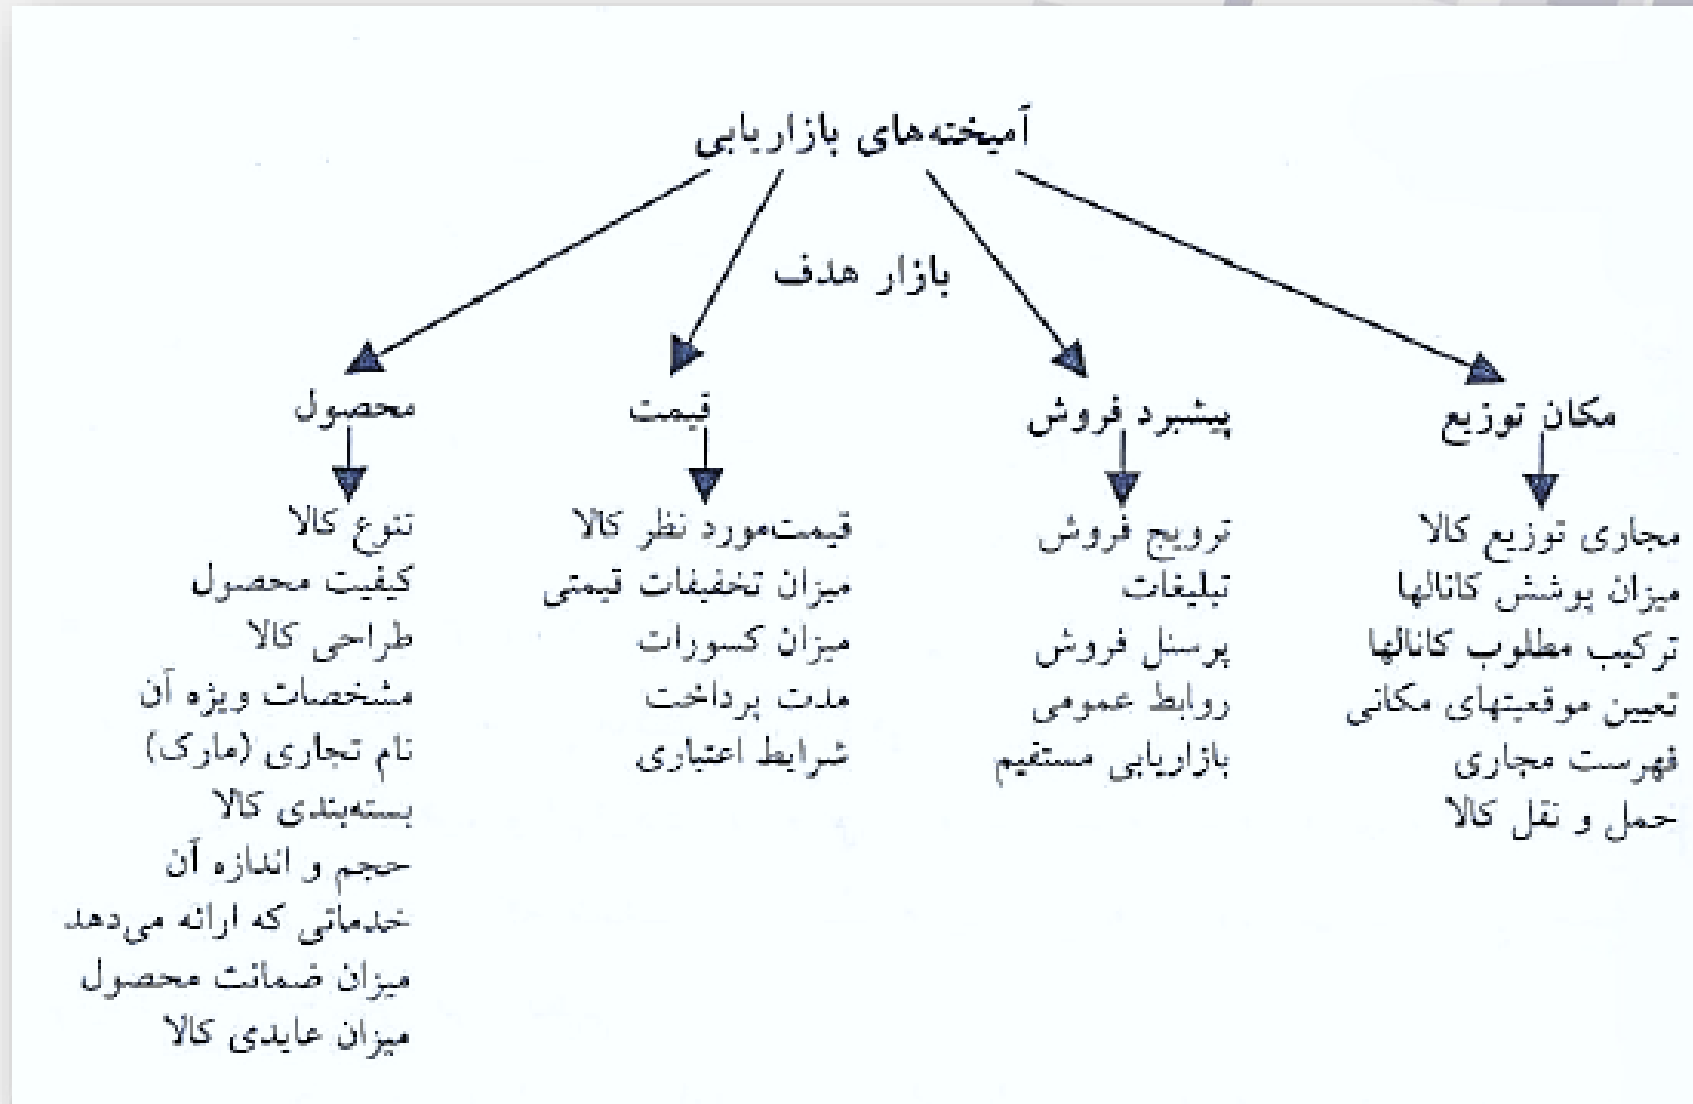 آمیخته‌های بازاریابی
بازار هدف
مکان توزیع
مجاری توزیع کالا
میزان پوشش کانالها
ترکیب مطلوب کانالها
تعیین موقعیتهای مکانی
فهرست مجاری
حمل و نقل کالا
پیشبرد فروش
ترویج فروش
تبلیغات
پرسنل فروش
روابط عمومی
بازاریابی مستقیم
قیمت
قیمت‌مورد نظر کالا
میزان تخفیفات قیمتی
میزان کسورات
مدت پرداخت
شرایط اعتباری
محصول
تنوع کالا
کیفیت محصول
طراحی کالا
مشخصات ویژه آن
نام تجاری (مارک)
بسته‌بندی کالا
حجم و اندازه آن
خدماتی که ارائه می‌دهد
میزان ضمانت محصول
میزان عایدی کالا